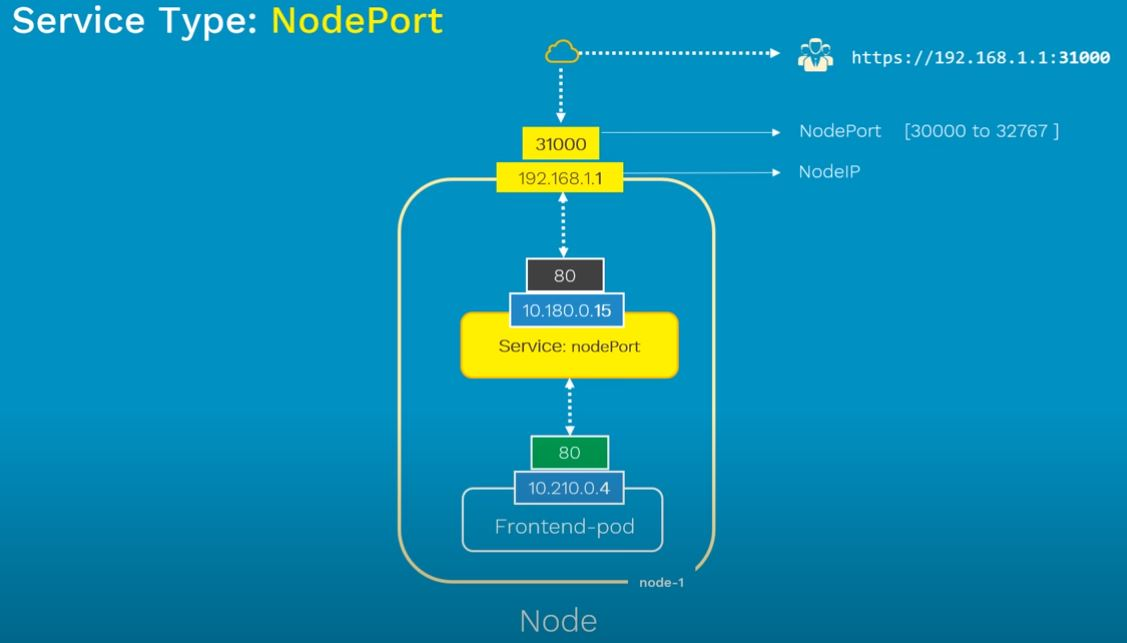 Service Type: NodePort
https://192.168.1.1:31000
31000
NodePort [30000 to 32767 ]
192.168.1.1
NodeIP
80
10.180.0.15
Service: nodePort
80
10.210.0.4
Frontend-pod
node-1
Node